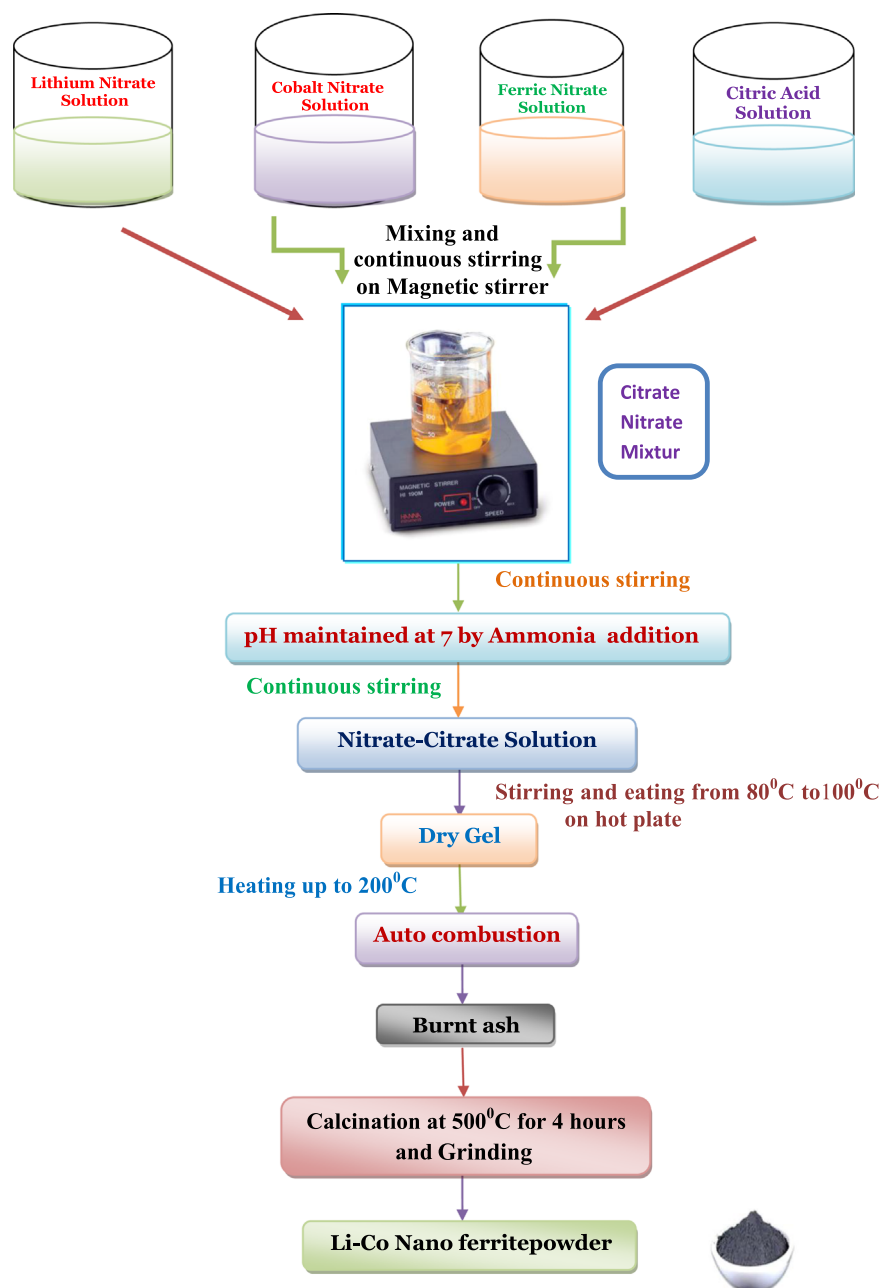 Lithium Nitrate
Solution
Cobalt Nitrate
Solution
Ferric Nitrate
Solution
Citric Acid
Solution
Mixing and
continuous stirring
on Magnetic stirrer
MAGNETIC STIRRER
HI 190M
POWER
SPEED
Citrate
Nitrate
Mixtur
Continuous stirring
pH maintained at 7 by Ammonia addition
Continuous stirring
Nitrate-Citrate Solution
Stirring and eating from 80⁰C to100⁰C
on hot plate
Dry Gel
Heating up to 200⁰C
Auto combustion
Burnt ash
Calcination at 500⁰C for 4 hours
and Grinding
Li-Co Nano ferritepowder